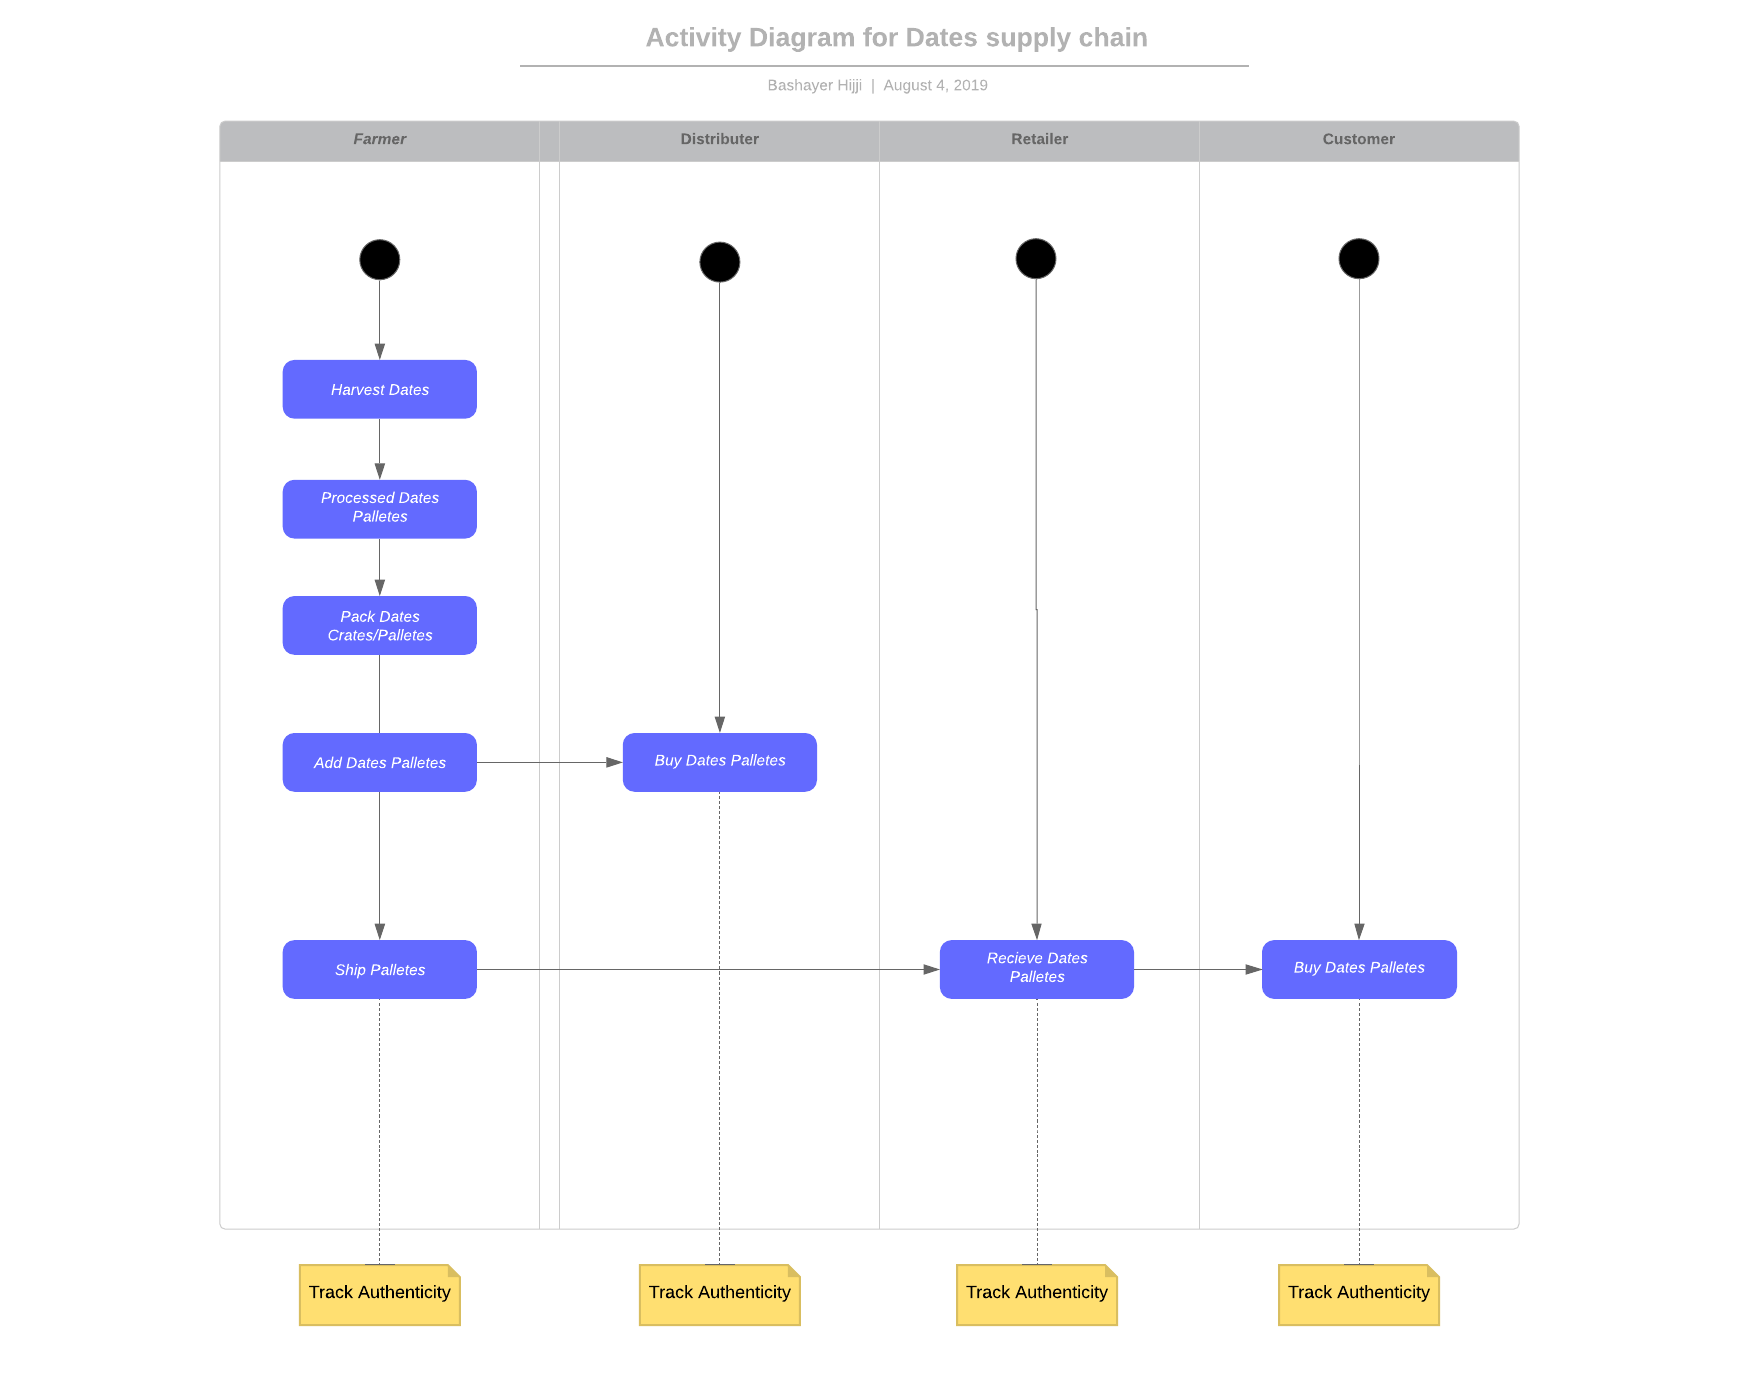 Activity Diagram for Dates supply chain
Bashayer Hijji | August 4, 2019
Farmer
Distributer
Retailer
Customer
Harvest Dates
Processed Dates
Palletes
Pack Dates
Crates/Palletes
Add Dates Palletes
Buy Dates Palletes
Ship Palletes
Recieve Dates
Palletes
Buy Dates Palletes
Track Authenticity
Track Authenticity
Track Authenticity
Track Authenticity